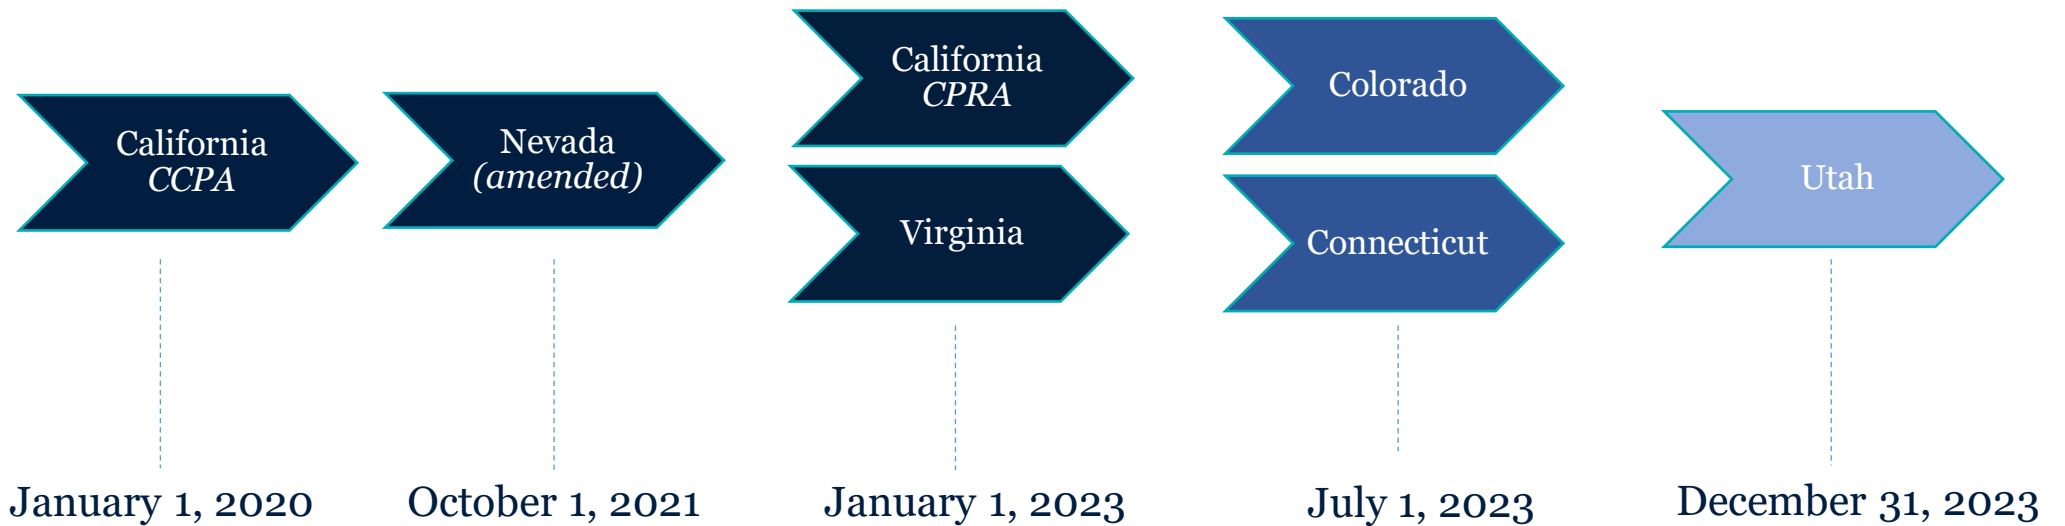 California
CCPA
Nevada
(amended)
California
CPRA
Virginia
Colorado
Connecticut
Utah
January 1, 2020
October 1, 2021
January 1, 2023
July 1, 2023
December 31, 2023